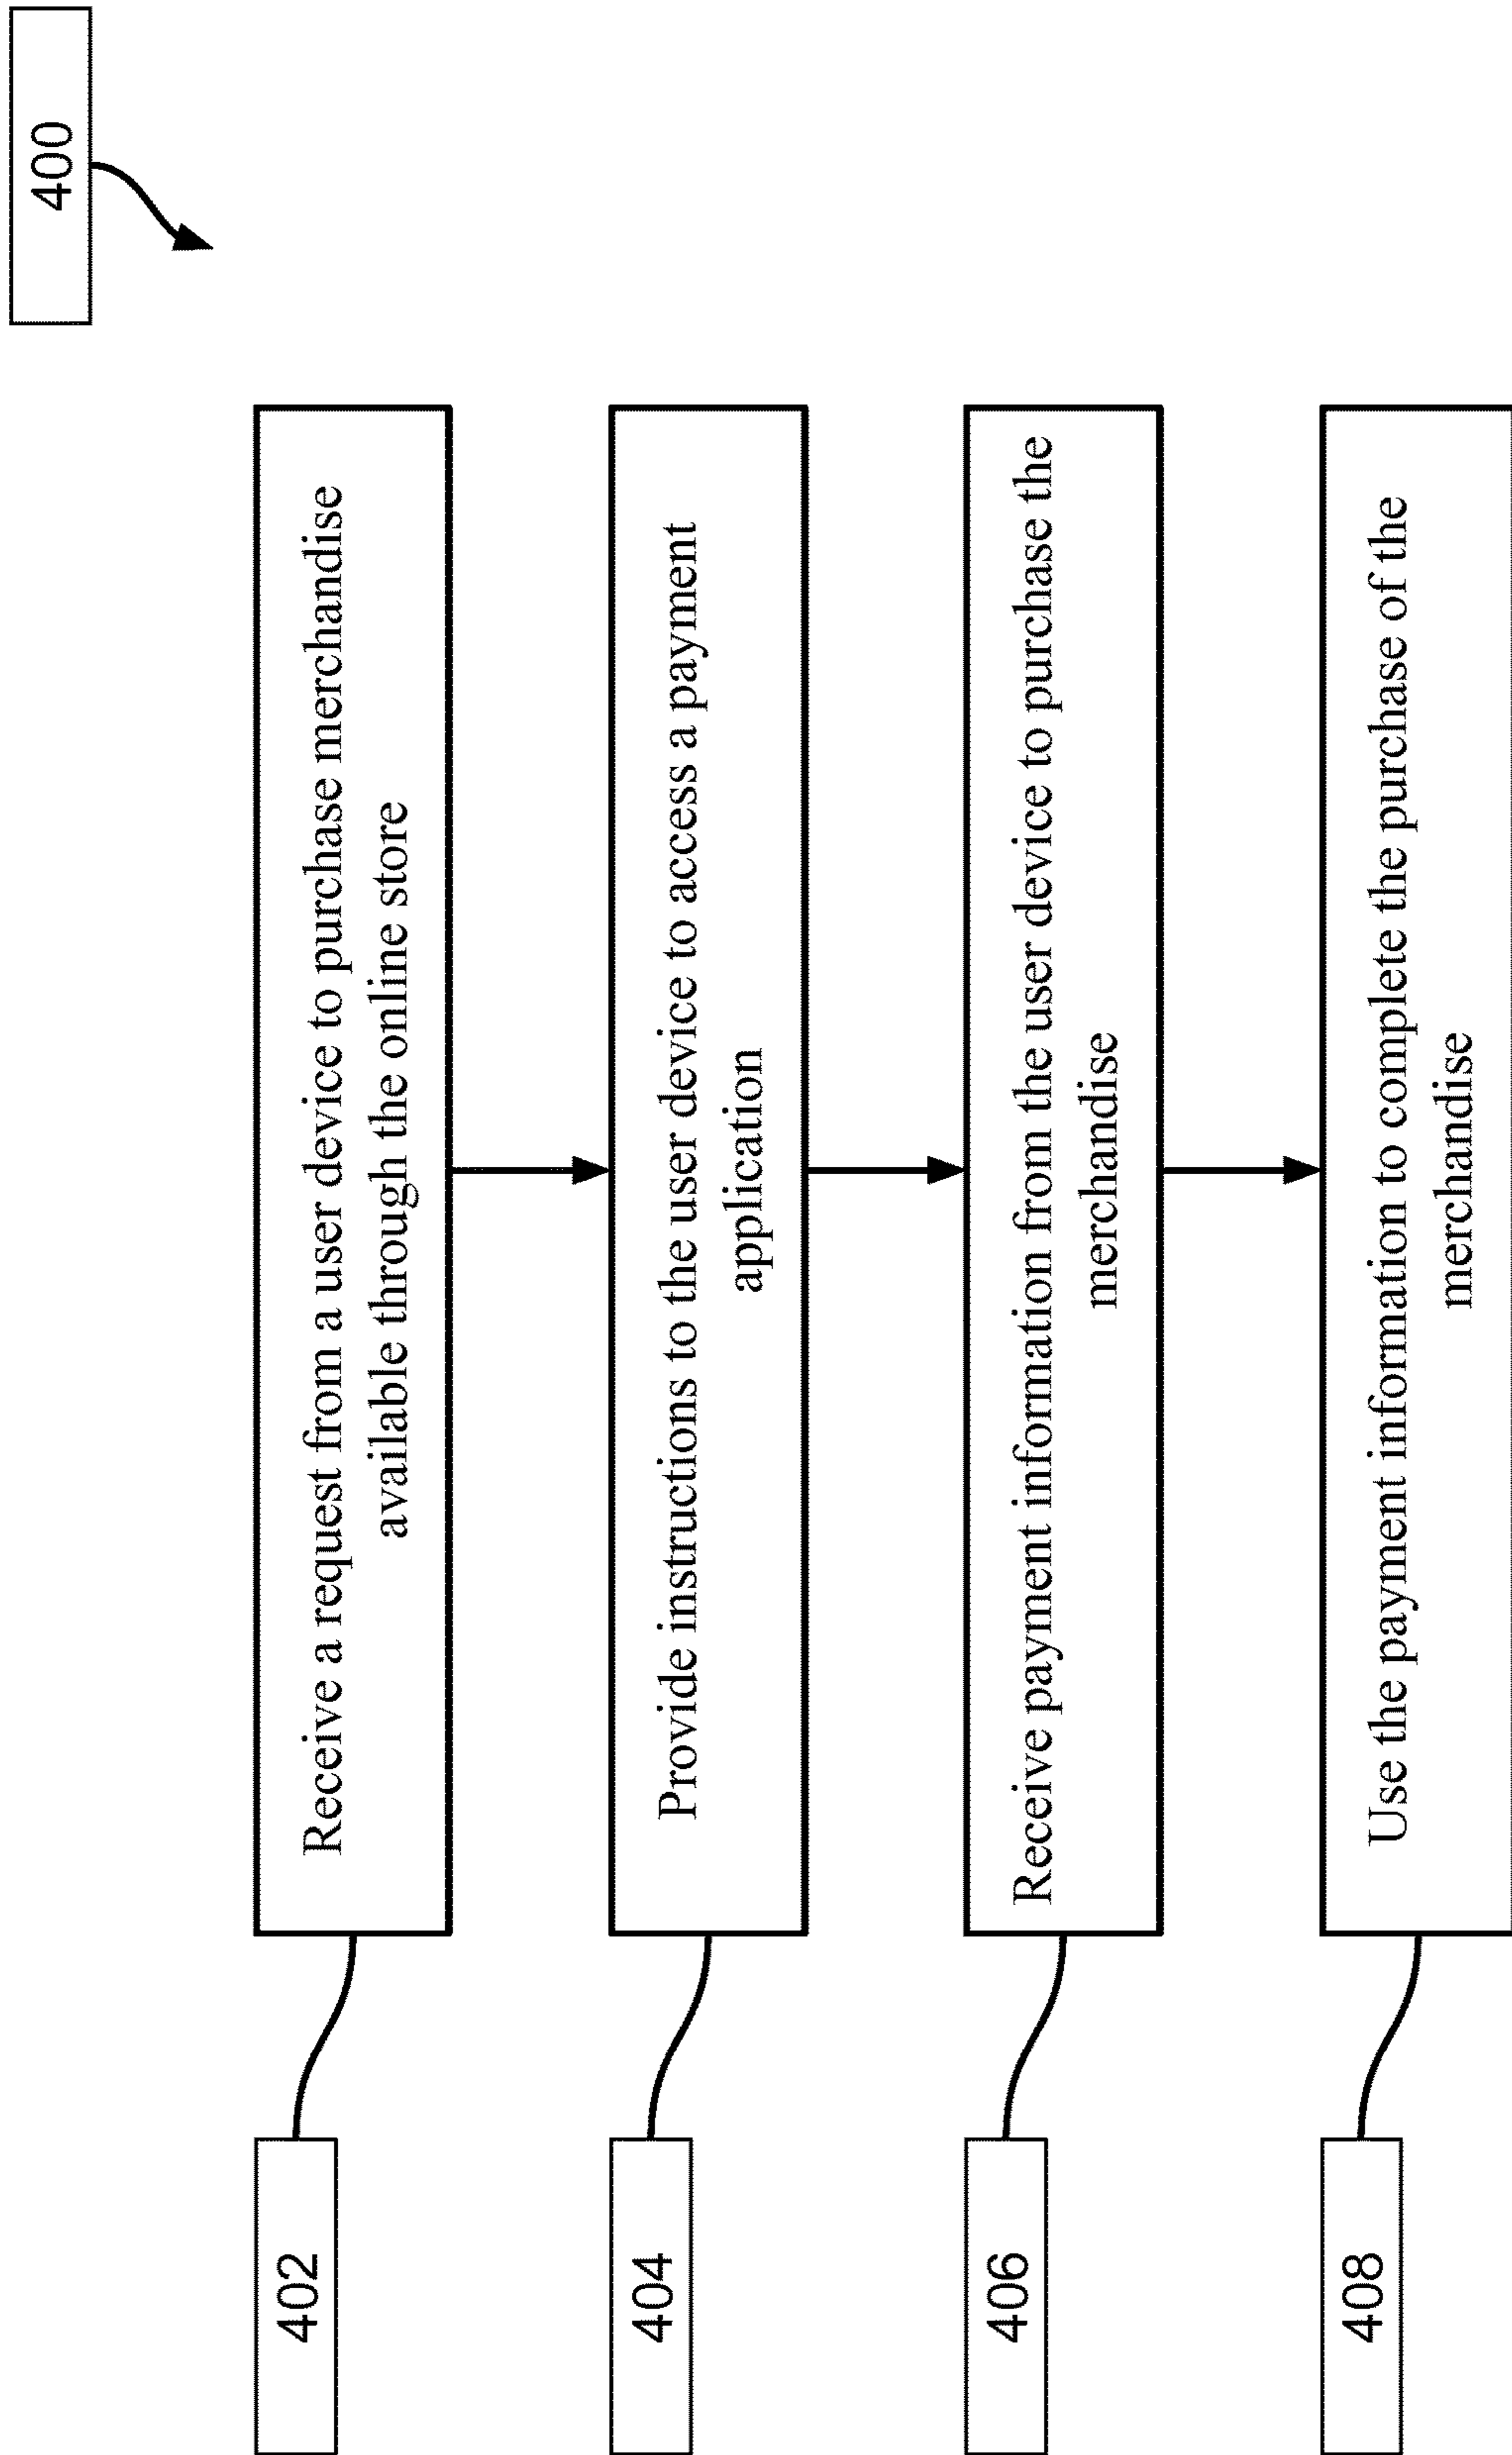 400
402
Receive a request from a user device to purchase merchandise
available through the online store
404
Provide instructions to the user device to access a payment
application
406
Receive payment information from the user device to purchase the
merchandise
408
Use the payment information to complete the purchase of the
merchandise